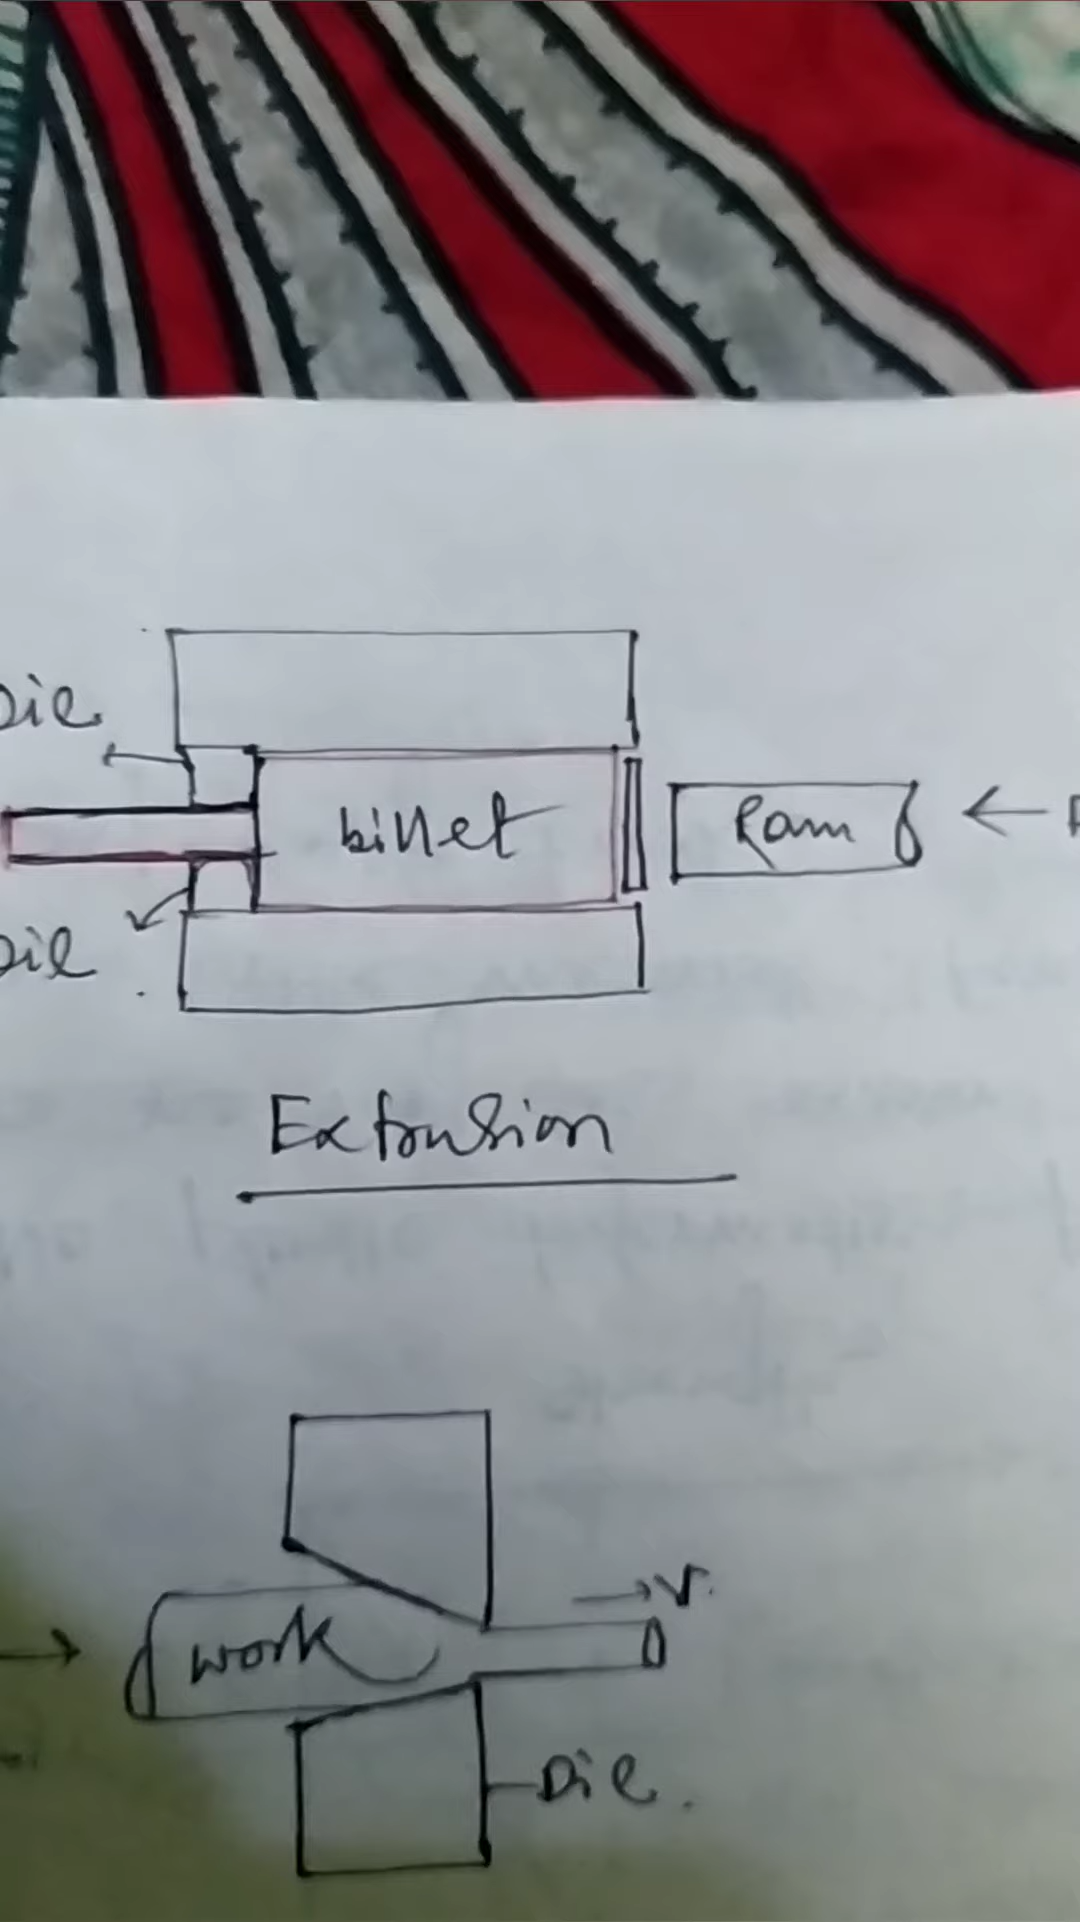 Die
billet
Ram
Die
Extrusion
V.
work
Die.